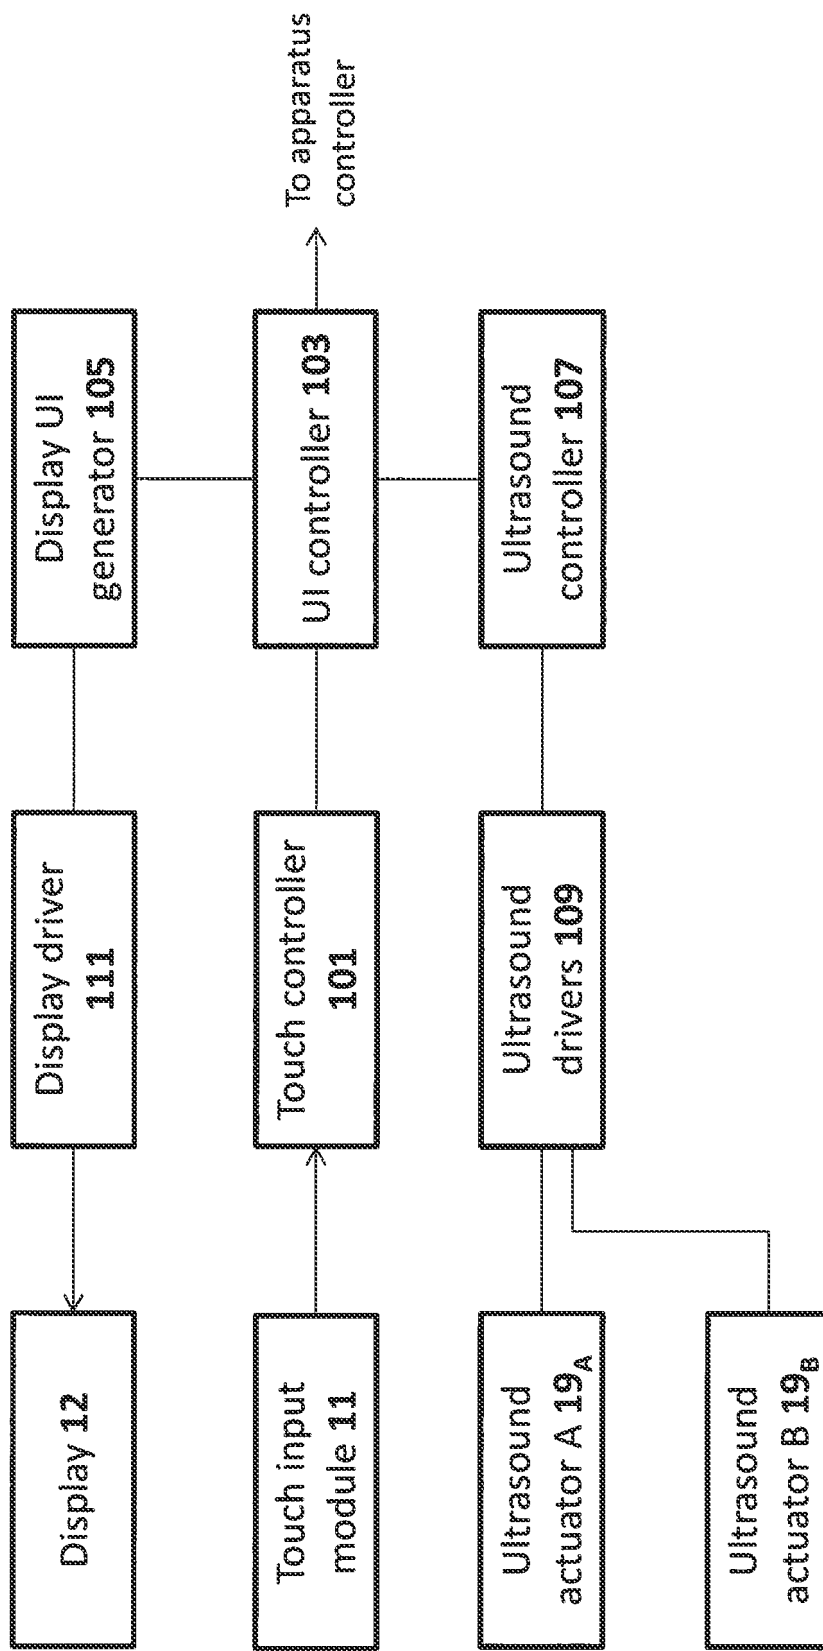 Display 12
Display driver
111
Display UI
generator 105
Touch input
module 11
Touch controller
101
UI controller 103
To apparatus
controller
Ultrasound
actuator A 19A
Ultrasound
drivers 109
Ultrasound
controller 107
Ultrasound
actuator B 19B